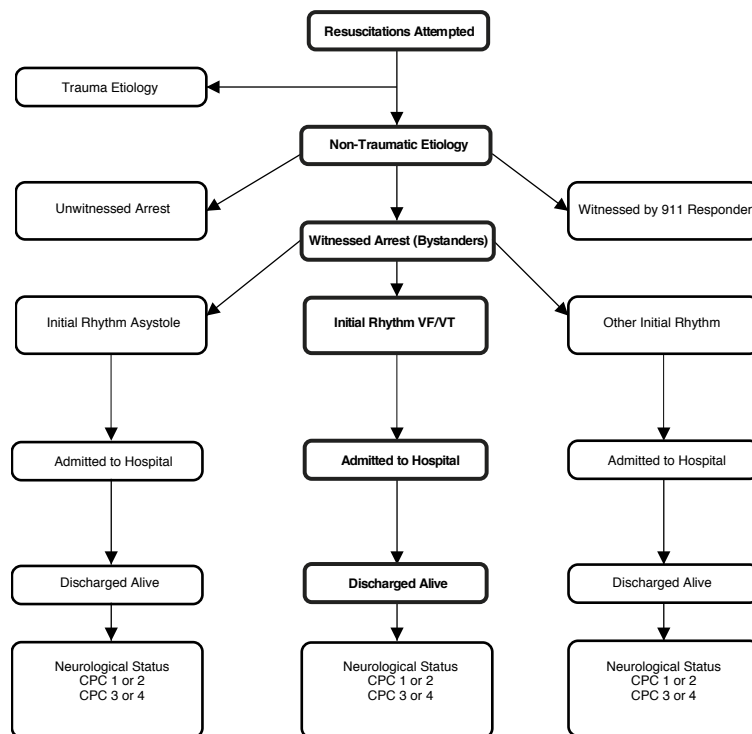 Resuscitations Attempted
Trauma Etiology
Non-Traumatic Etiology
Unwitnessed Arrest
Witnessed by 911 Responder
Witnessed Arrest (Bystanders)
Initial Rhythm Asystole
Initial Rhythm VF/VT
Other Initial Rhythm
Admitted to Hospital
Admitted to Hospital
Admitted to Hospital
Discharged Alive
Discharged Alive
Discharged Alive
Neurological Status
CPC 1 or 2
CPC 3 or 4
Neurological Status
CPC 1 or 2
CPC 3 or 4
Neurological Status
CPC 1 or 2
CPC 3 or 4